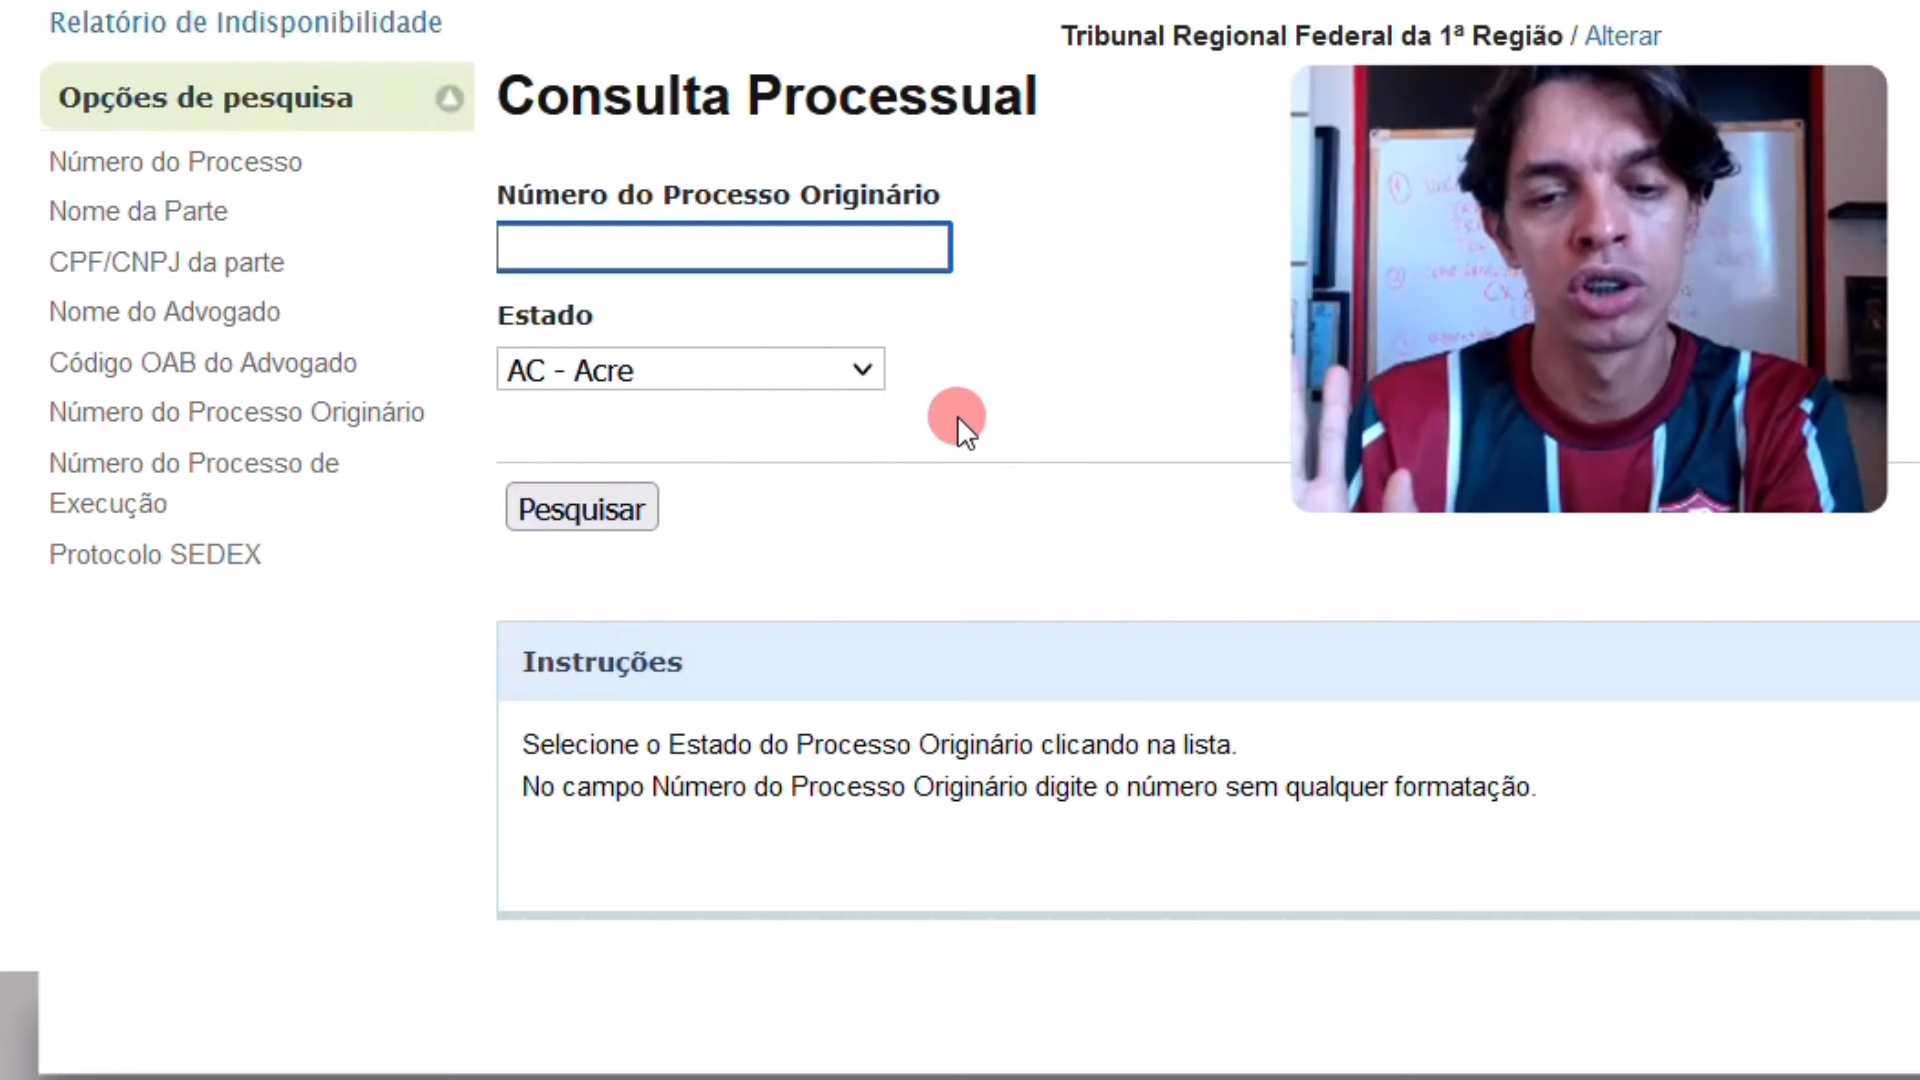 Relatório de Indisponibilidade
Tribunal Regional Federal da 1ª Região / Alterar
Opções de pesquisa
Consulta Processual
Número do Processo
Nome da Parte
CPF/CNPJ da parte
Nome do Advogado
Código OAB do Advogado
Número do Processo Originário
Número do Processo de
Execução
Protocolo SEDEX
Número do Processo Originário
Estado
AC - Acre
Pesquisar
Instruções
Selecione o Estado do Processo Originário clicando na lista.
No campo Número do Processo Originário digite o número sem qualquer formatação.